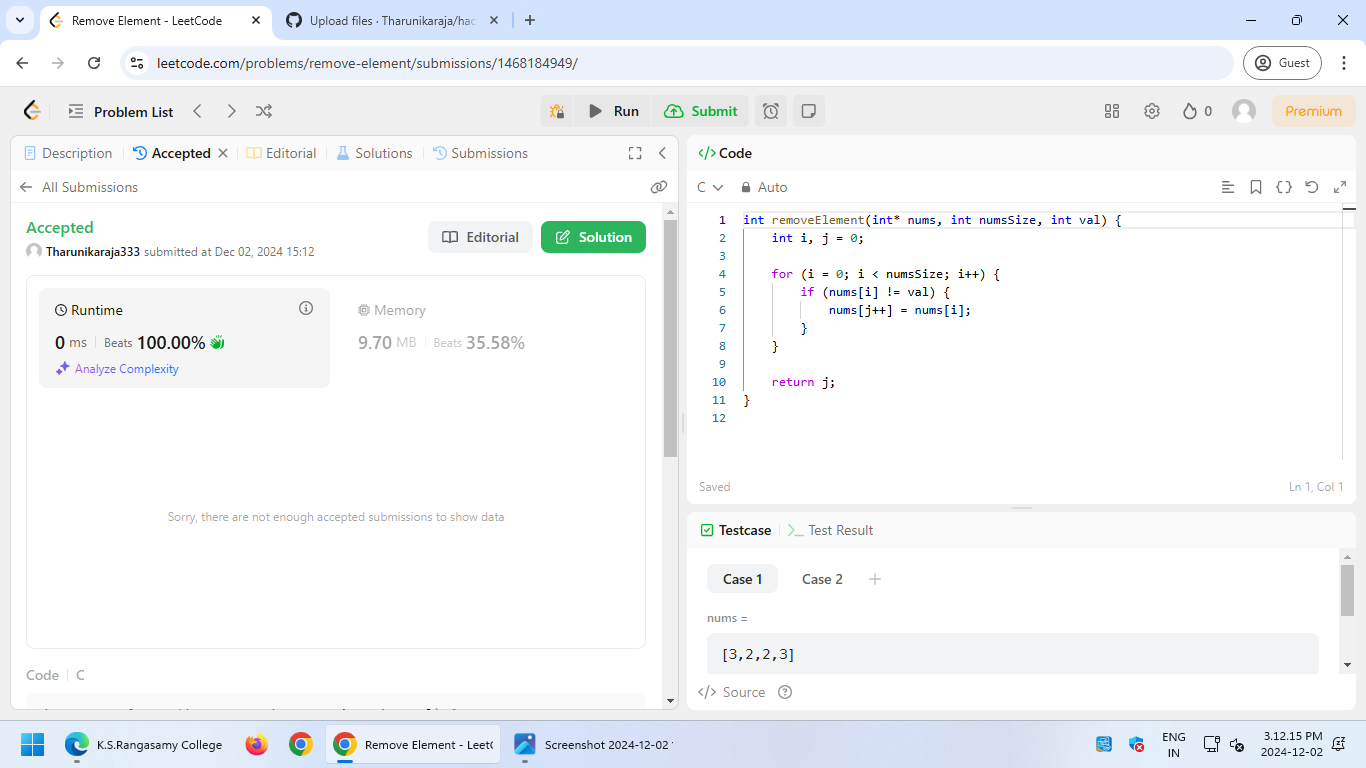 Remove Element - LeetCode
Upload files · Tharunikaraja/hac
leetcode.com/problems/remove-element/submissions/1468184949/
Guest
Problem List
Run
Submit
0
Premium
Description
Accepted
Editorial
Solutions
Submissions
All Submissions
Accepted
Tharunikaraja333 submitted at Dec 02, 2024 15:12
Editorial
Solution
Runtime
0 ms
Beats 100.00%
Analyze Complexity
Memory
9.70 MB
Beats 35.58%
Sorry, there are not enough accepted submissions to show data
Code
C
</> Code
C
Auto
1 int removeElement(int* nums, int numsSize, int val) {
2     int i, j = 0;
3
4     for (i = 0; i < numsSize; i++) {
5         if (nums[i] != val) {
6             nums[j++] = nums[i];
7         }
8     }
9
10     return j;
11 }
12
Saved
Ln 1, Col 1
Testcase
Test Result
Case 1
Case 2
nums =
[3,2,2,3]
</> Source
K.S.Rangasamy College
Remove Element - LeetC
Screenshot 2024-12-02
ENG
IN
3.12.15 PM
2024-12-02